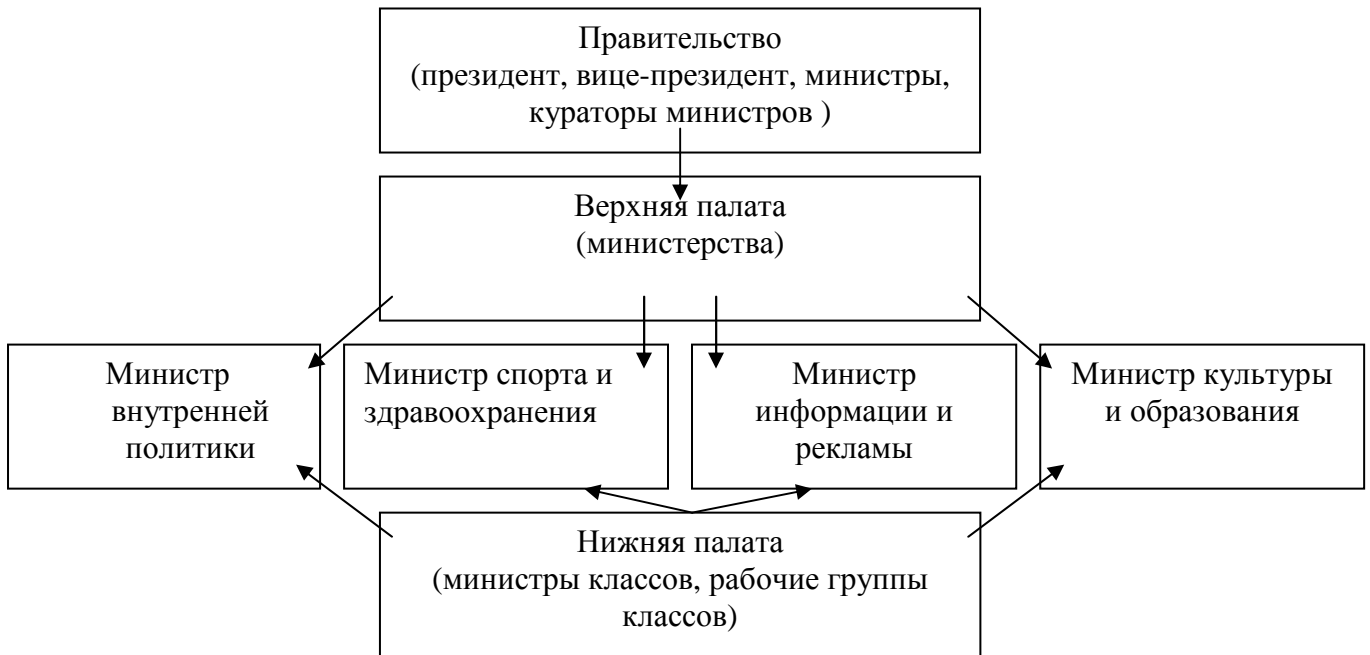 Правительство
(президент, вице-президент, министры,
кураторы министров )
Верхняя палата
(министерства)
Министр
внутренней
политики
Министр спорта и
здравоохранения
Министр
информации и
рекламы
Министр культуры
и образования
Нижняя палата
(министры классов, рабочие группы
классов)